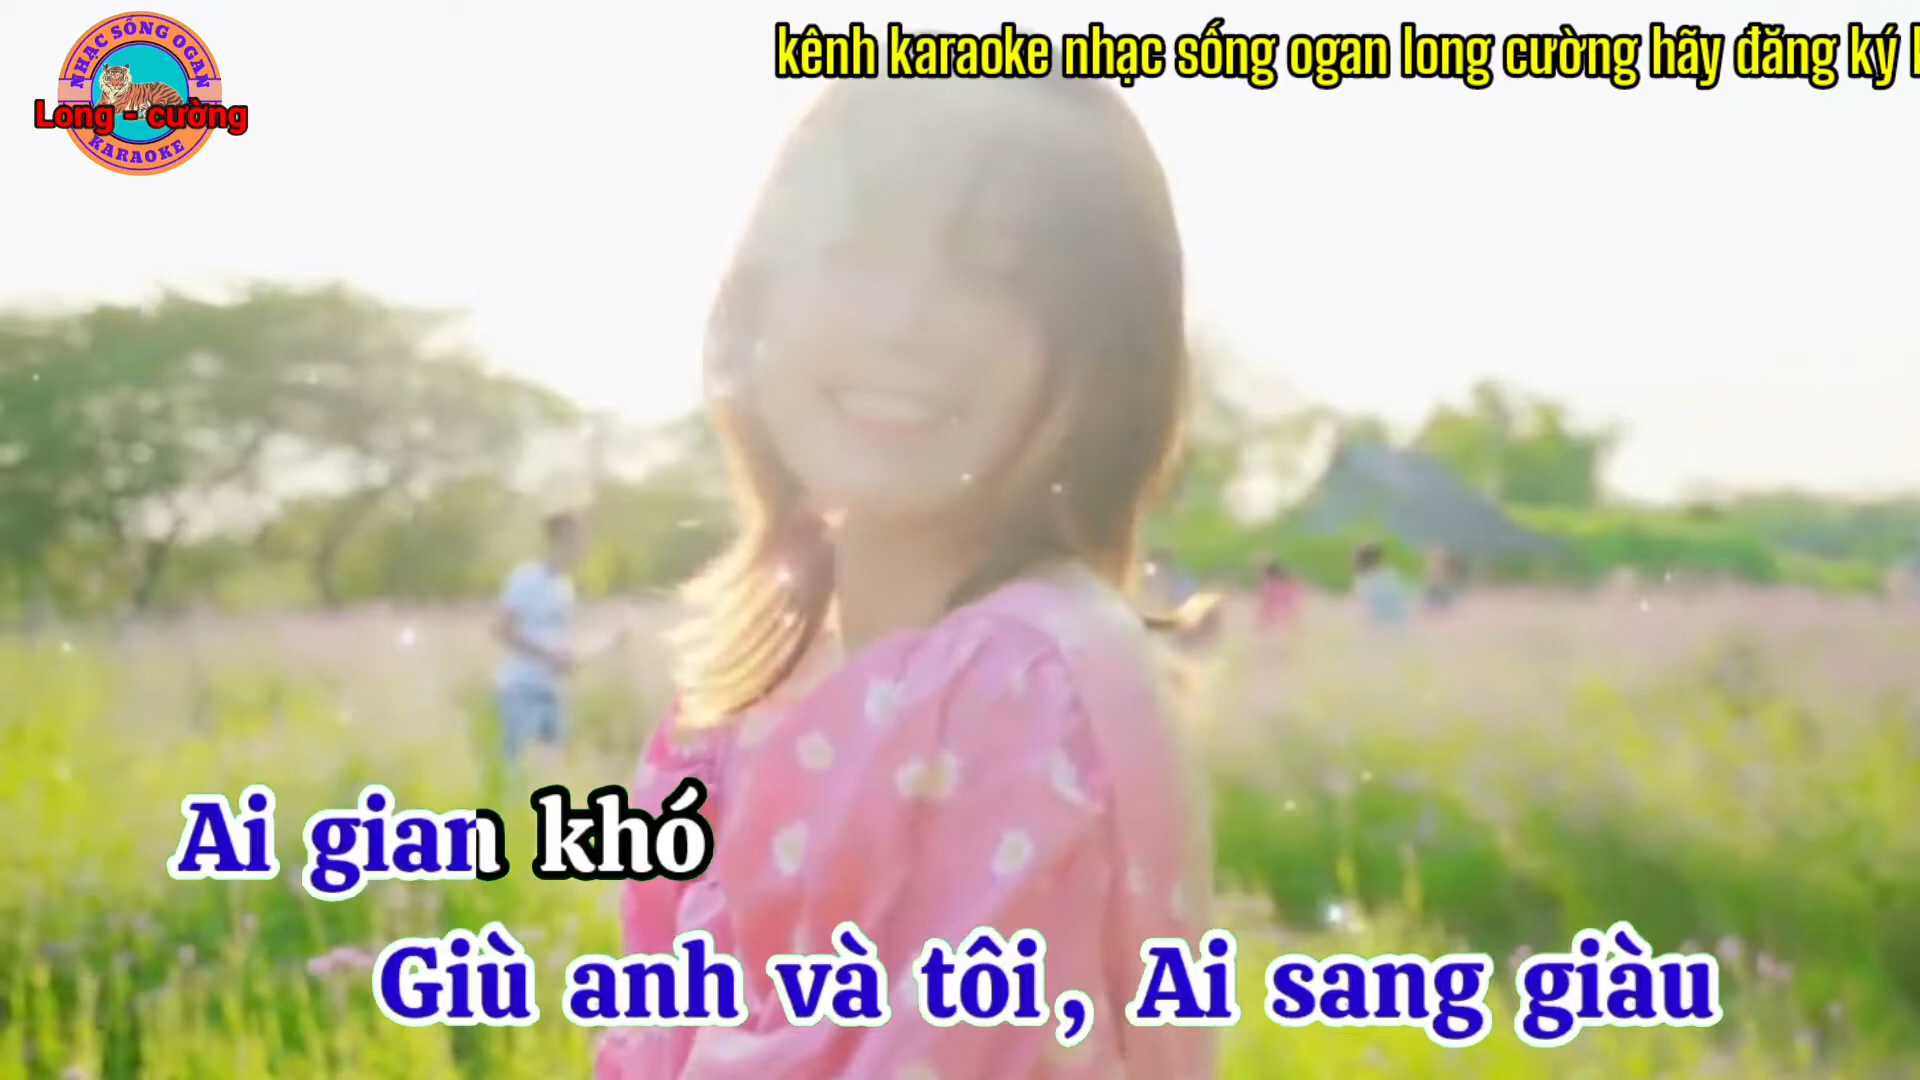 NHẠC SỐNG OGAN
Long - cường
KARAOKE
kênh karaoke nhạc sống ogan long cường hãy đăng ký
Ai gian khó
Giù anh và tôi, Ai sang giàu